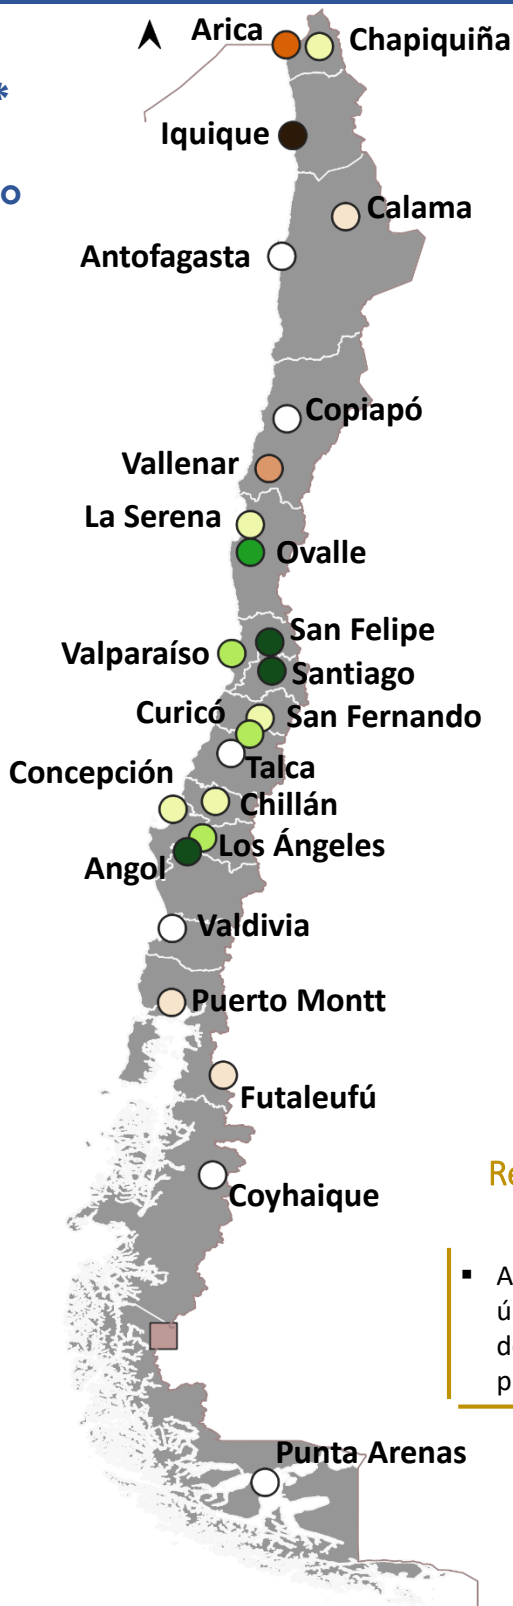 Arica
Chapiquiña
*
Iquique
o
Calama
Antofagasta
Copiapó
Vallenar
La Serena
Ovalle
San Felipe
Valparaíso
Santiago
Curicó
San Fernando
Talca
Concepción
Chillán
Los Ángeles
Angol
Valdivia
Puerto Montt
Futaleufú
Re
Coyhaique
▪ A
ú
d
p
Punta Arenas